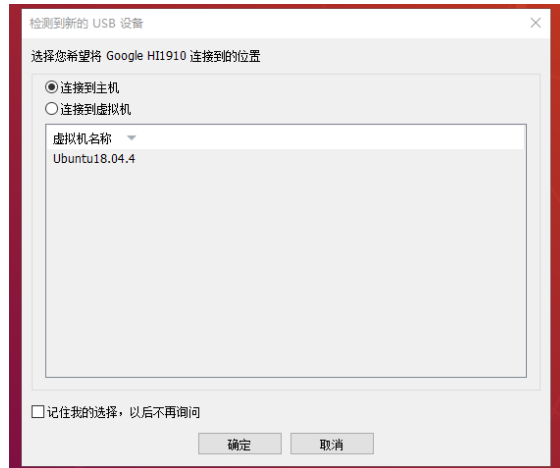 检测到新的 USB 设备
选择您希望将 Google HI1910 连接到的位置
连接到主机
连接到虚拟机
虚拟机名称
Ubuntu18.04.4
记住我的选择，以后不再询问
确定
取消